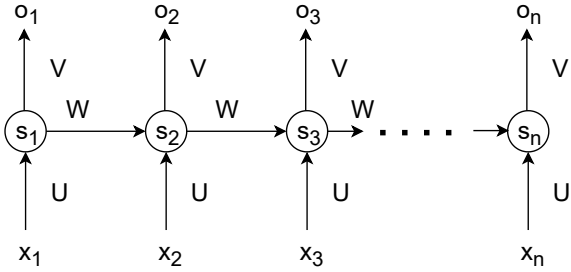 o1 o2 o3 on
V V V V
W W W
s1 s2 s3 . . . . sn
U U U U
x1 x2 x3 xn